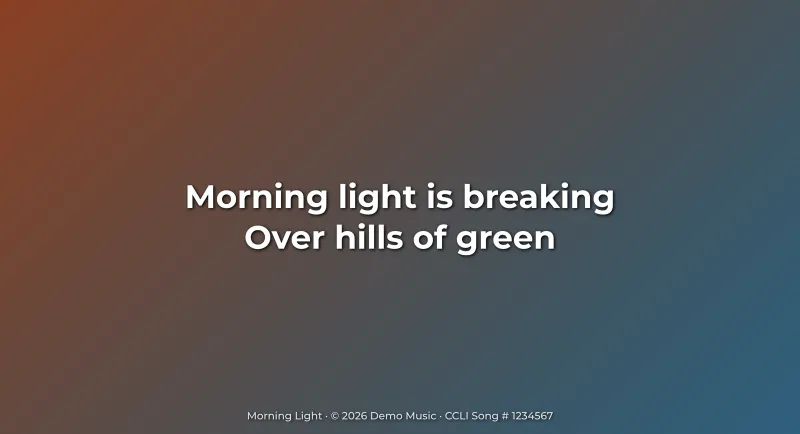 Morning light is breaking
Over hills of green
Morning Light · © 2026 Demo Music · CCLI Song # 1234567